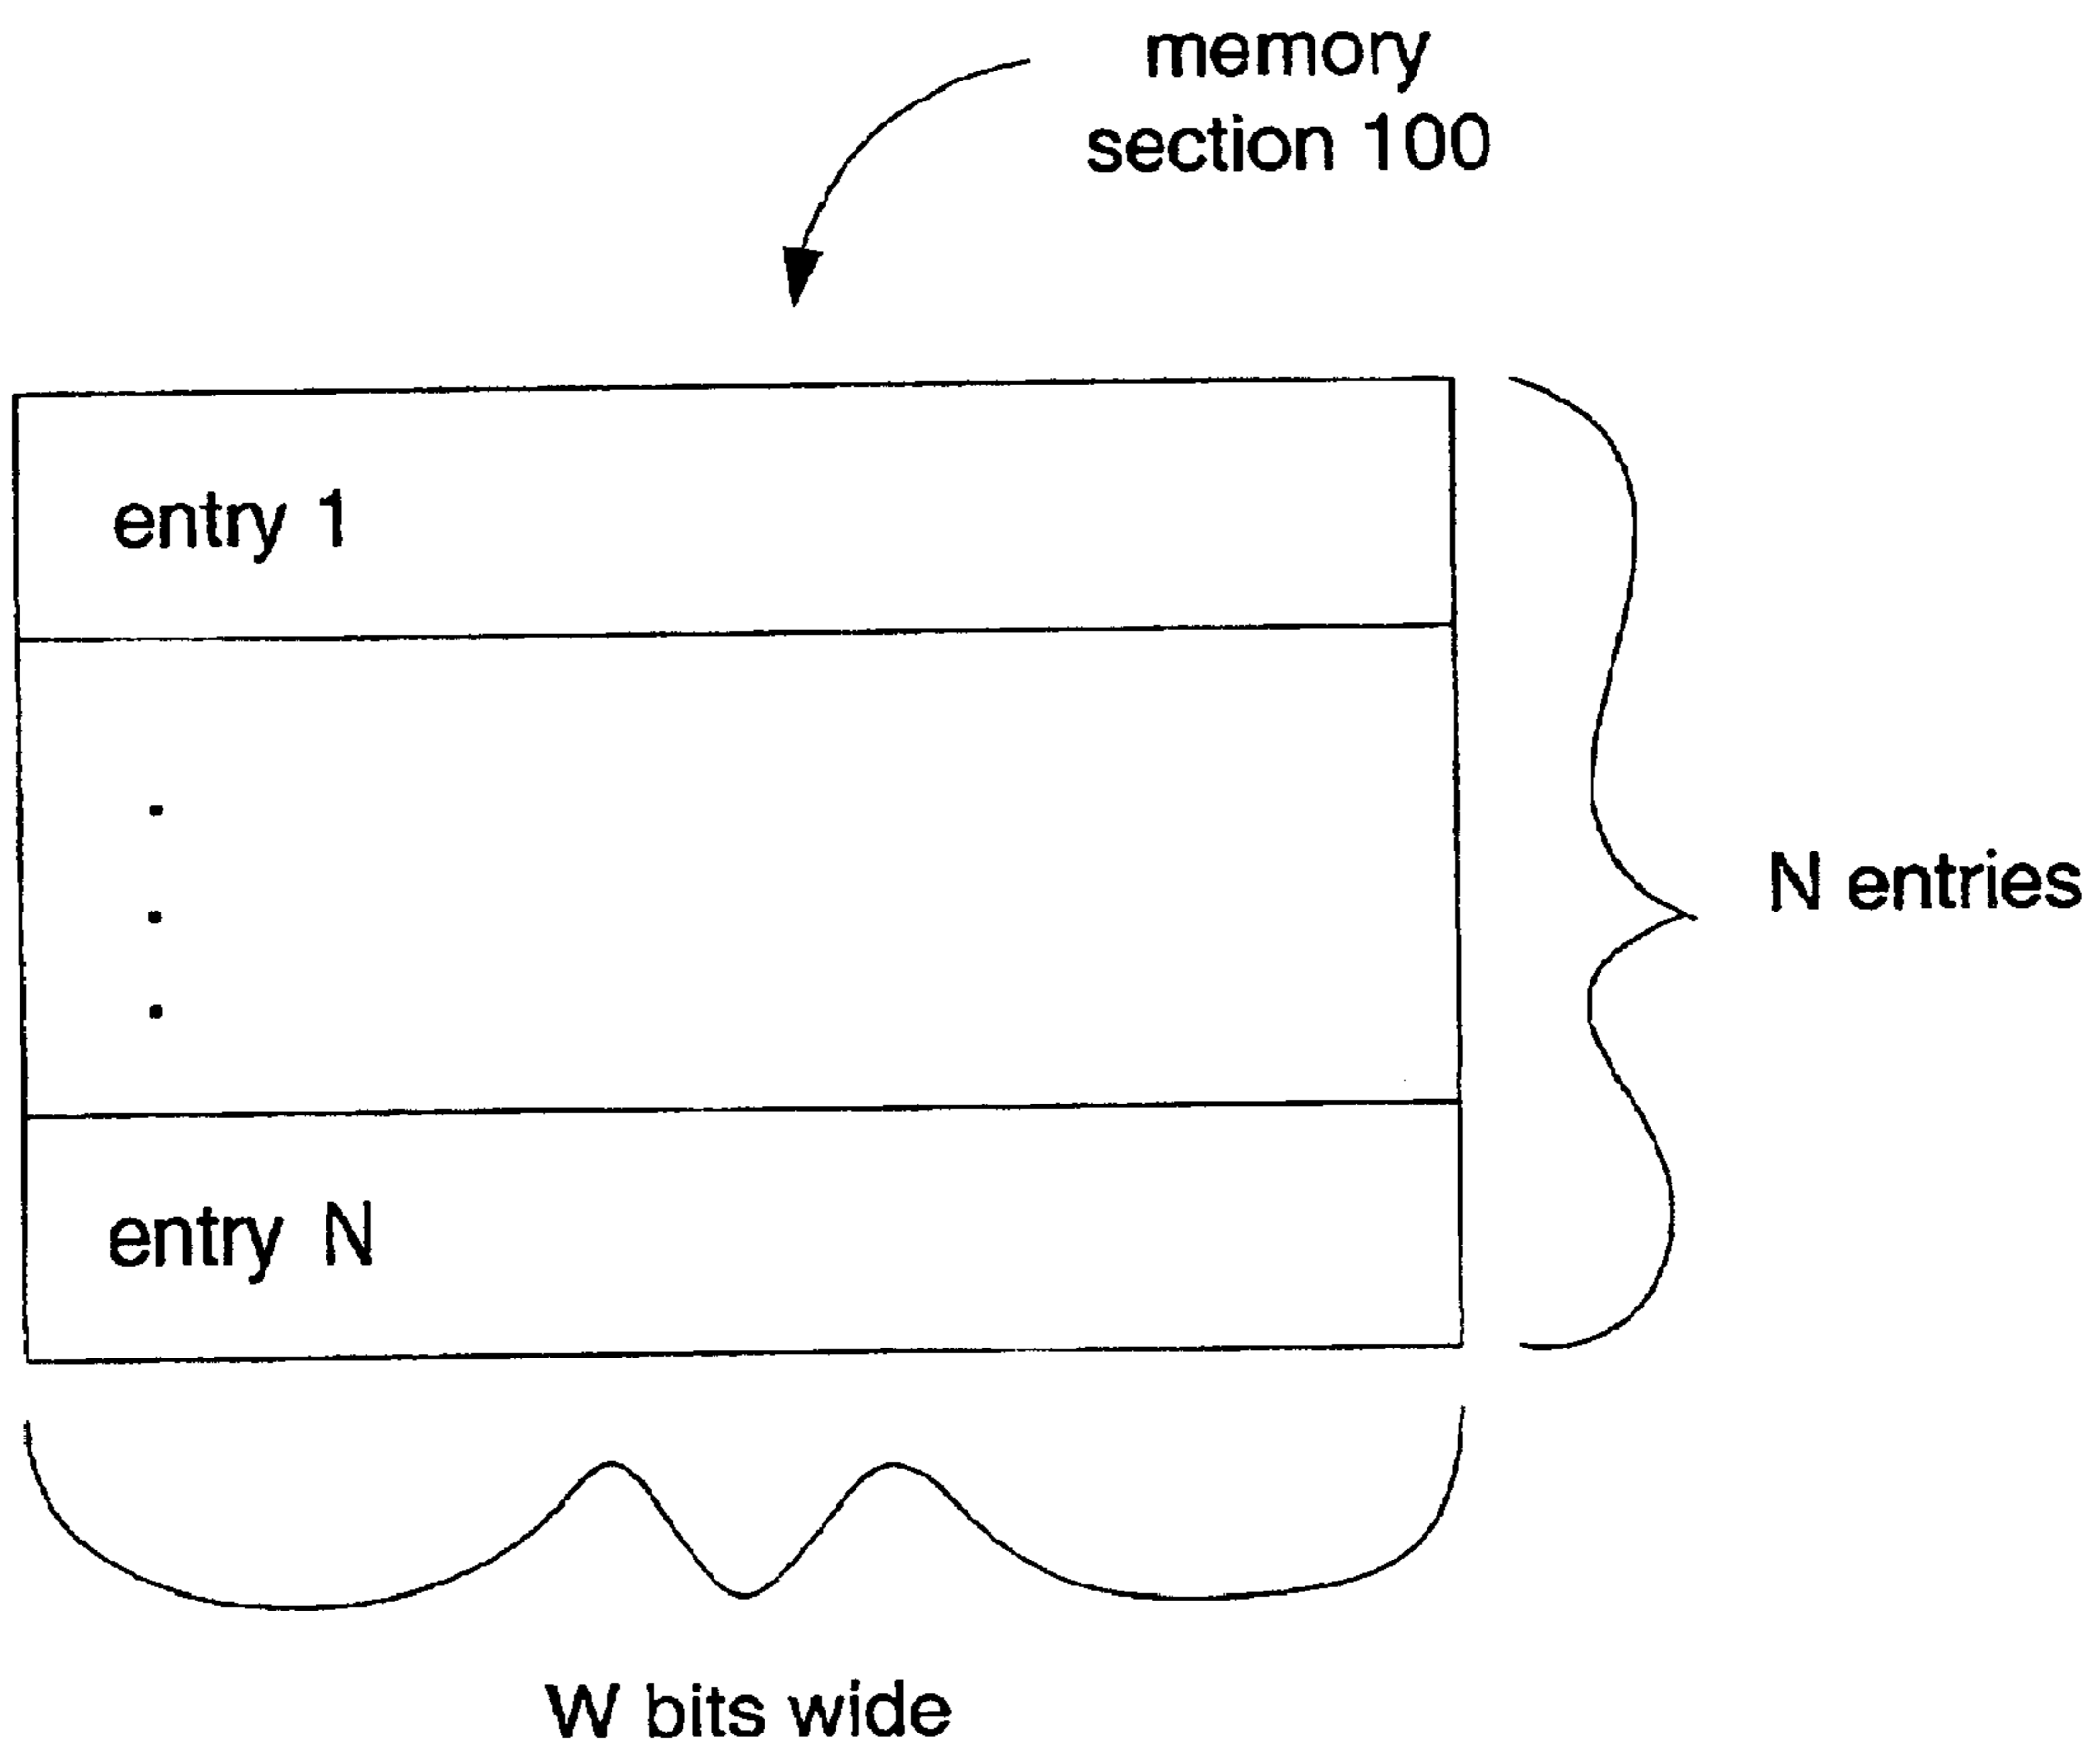 memory
section 100
entry 1
N entries
entry N
W bits wide